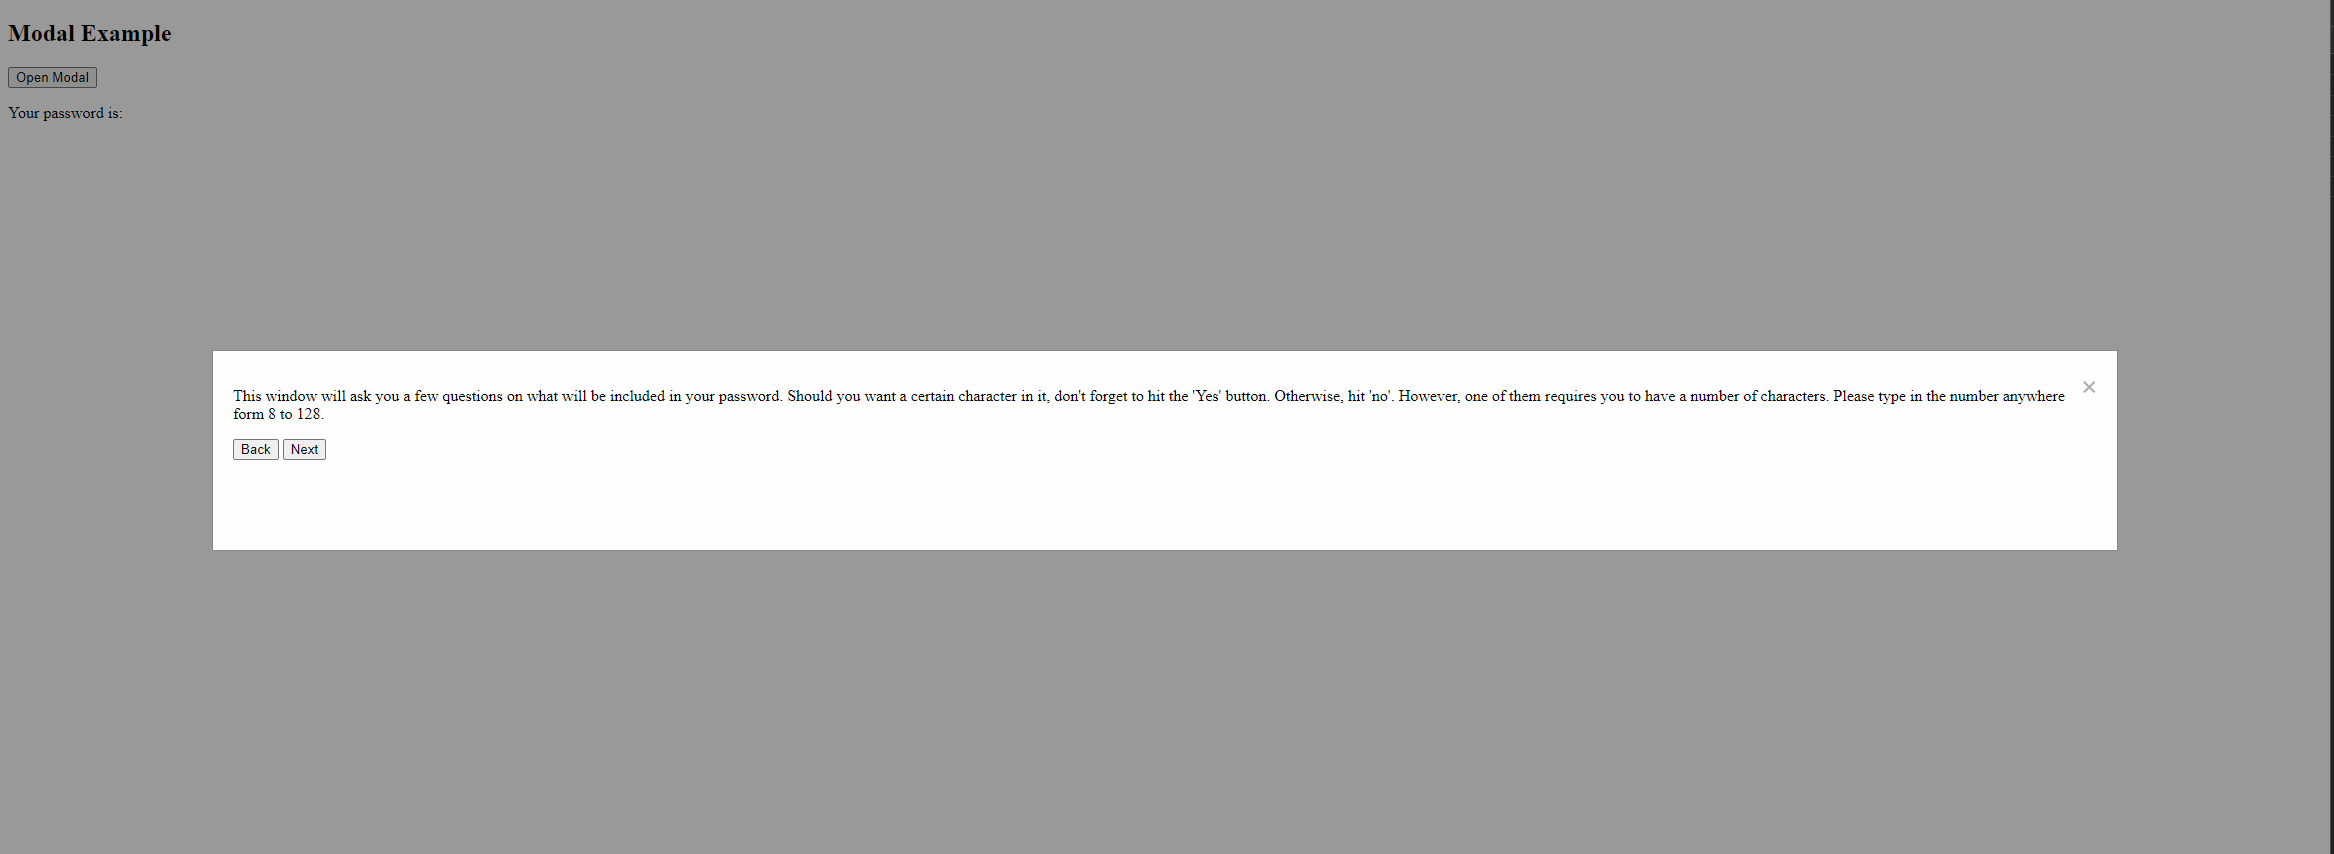 Modal Example
Open Modal
Your password is:
×
This window will ask you a few questions on what will be included in your password. Should you want a certain character in it, don't forget to hit the 'Yes' button. Otherwise, hit 'no'. However, one of them requires you to have a number of characters. Please type in the number anywhere
form 8 to 128.
Back Next